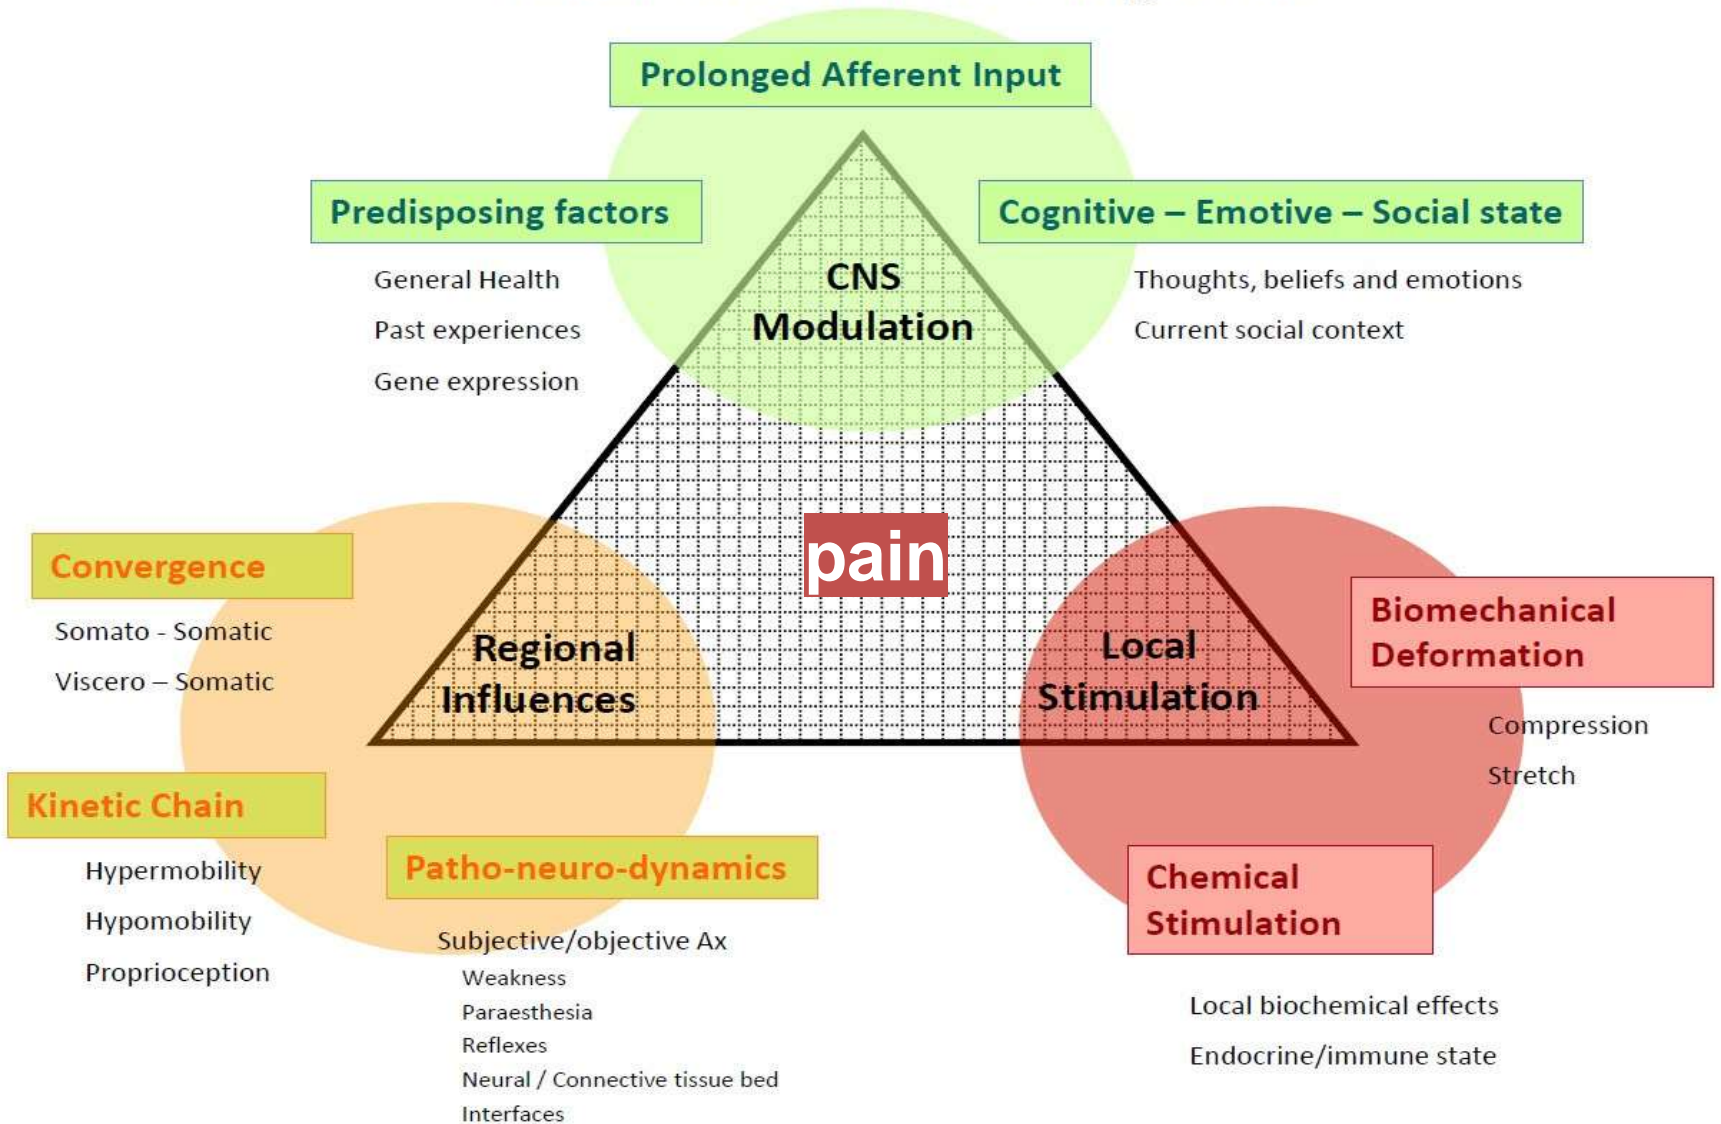 Prolonged Afferent Input
Predisposing factors
General Health
Past experiences
Gene expression
Cognitive – Emotive – Social state
Thoughts, beliefs and emotions
Current social context
CNS
Modulation
pain
Convergence
Somato - Somatic
Viscero – Somatic
Regional
Influences
Local
Stimulation
Biomechanical
Deformation
Compression
Stretch
Kinetic Chain
Hypermobility
Hypomobility
Proprioception
Patho-neuro-dynamics
Subjective/objective Ax
Weakness
Paraesthesia
Reflexes
Neural / Connective tissue bed
Interfaces
Chemical
Stimulation
Local biochemical effects
Endocrine/immune state